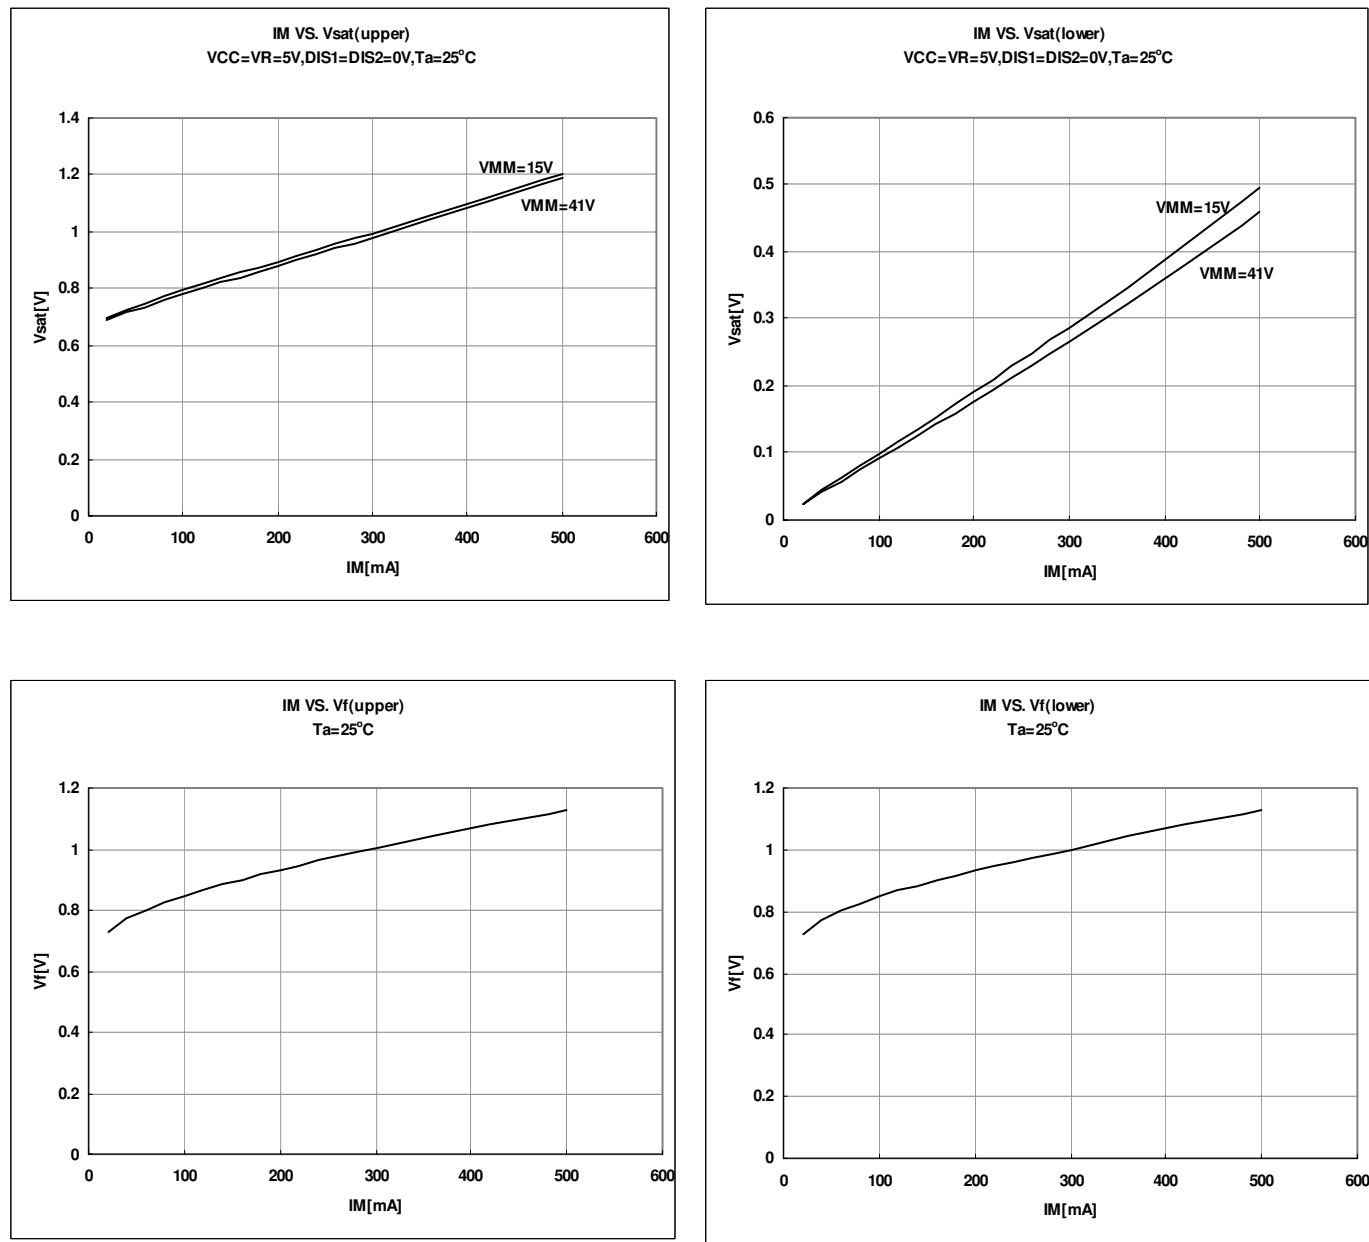 IM VS. Vsat(upper)
VCC=VR=5V,DIS1=DIS2=0V,Ta=25°C
1.4
1.2
1
0.8
0.6
0.4
0.2
0
Vsat[V]
VMM=15V
VMM=41V
0 100 200 300 400 500 600
IM[mA]
IM VS. Vsat(lower)
VCC=VR=5V,DIS1=DIS2=0V,Ta=25°C
0.6
0.5
0.4
0.3
0.2
0.1
0
Vsat[V]
VMM=15V
VMM=41V
0 100 200 300 400 500 600
IM[mA]
IM VS. Vf(upper)
Ta=25°C
1.2
1
0.8
0.6
0.4
0.2
0
Vf[V]
0 100 200 300 400 500 600
IM[mA]
IM VS. Vf(lower)
Ta=25°C
1.2
1
0.8
0.6
0.4
0.2
0
Vf[V]
0 100 200 300 400 500 600
IM[mA]